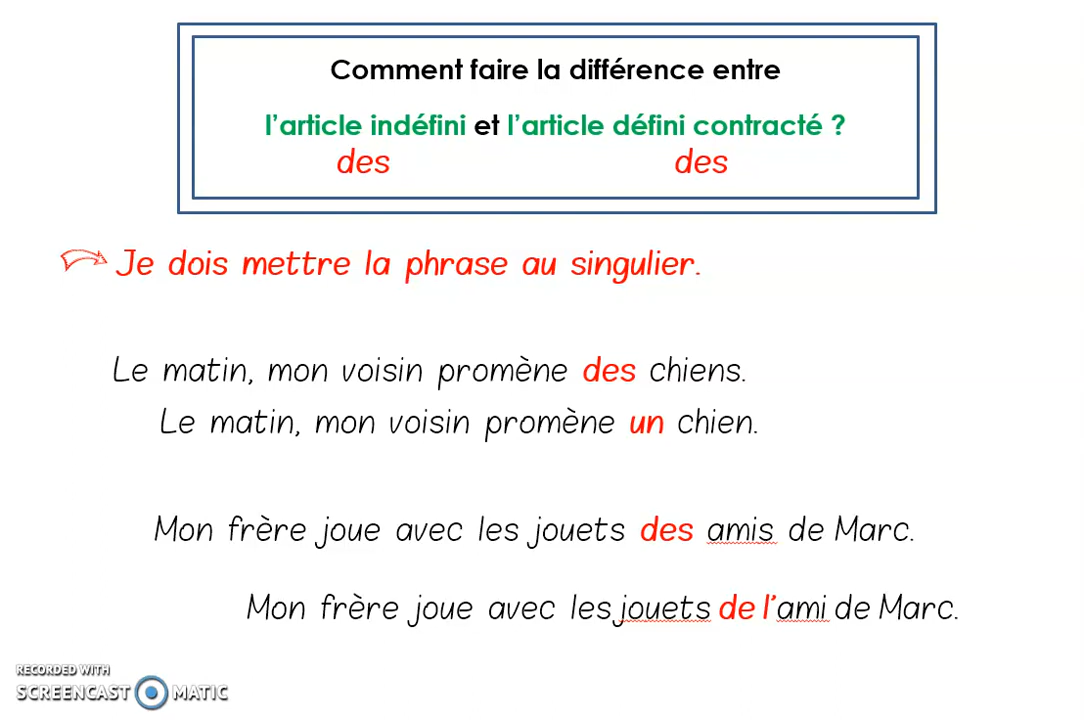 Comment faire la différence entre
l'article indéfini et l'article défini contracté ?
des des
Je dois mettre la phrase au singulier.
Le matin, mon voisin promène des chiens.
Le matin, mon voisin promène un chien.
Mon frère joue avec les jouets des amis de Marc.
Mon frère joue avec les jouets de l'ami de Marc.
RECORDED WITH
SCREENCAST MATIC